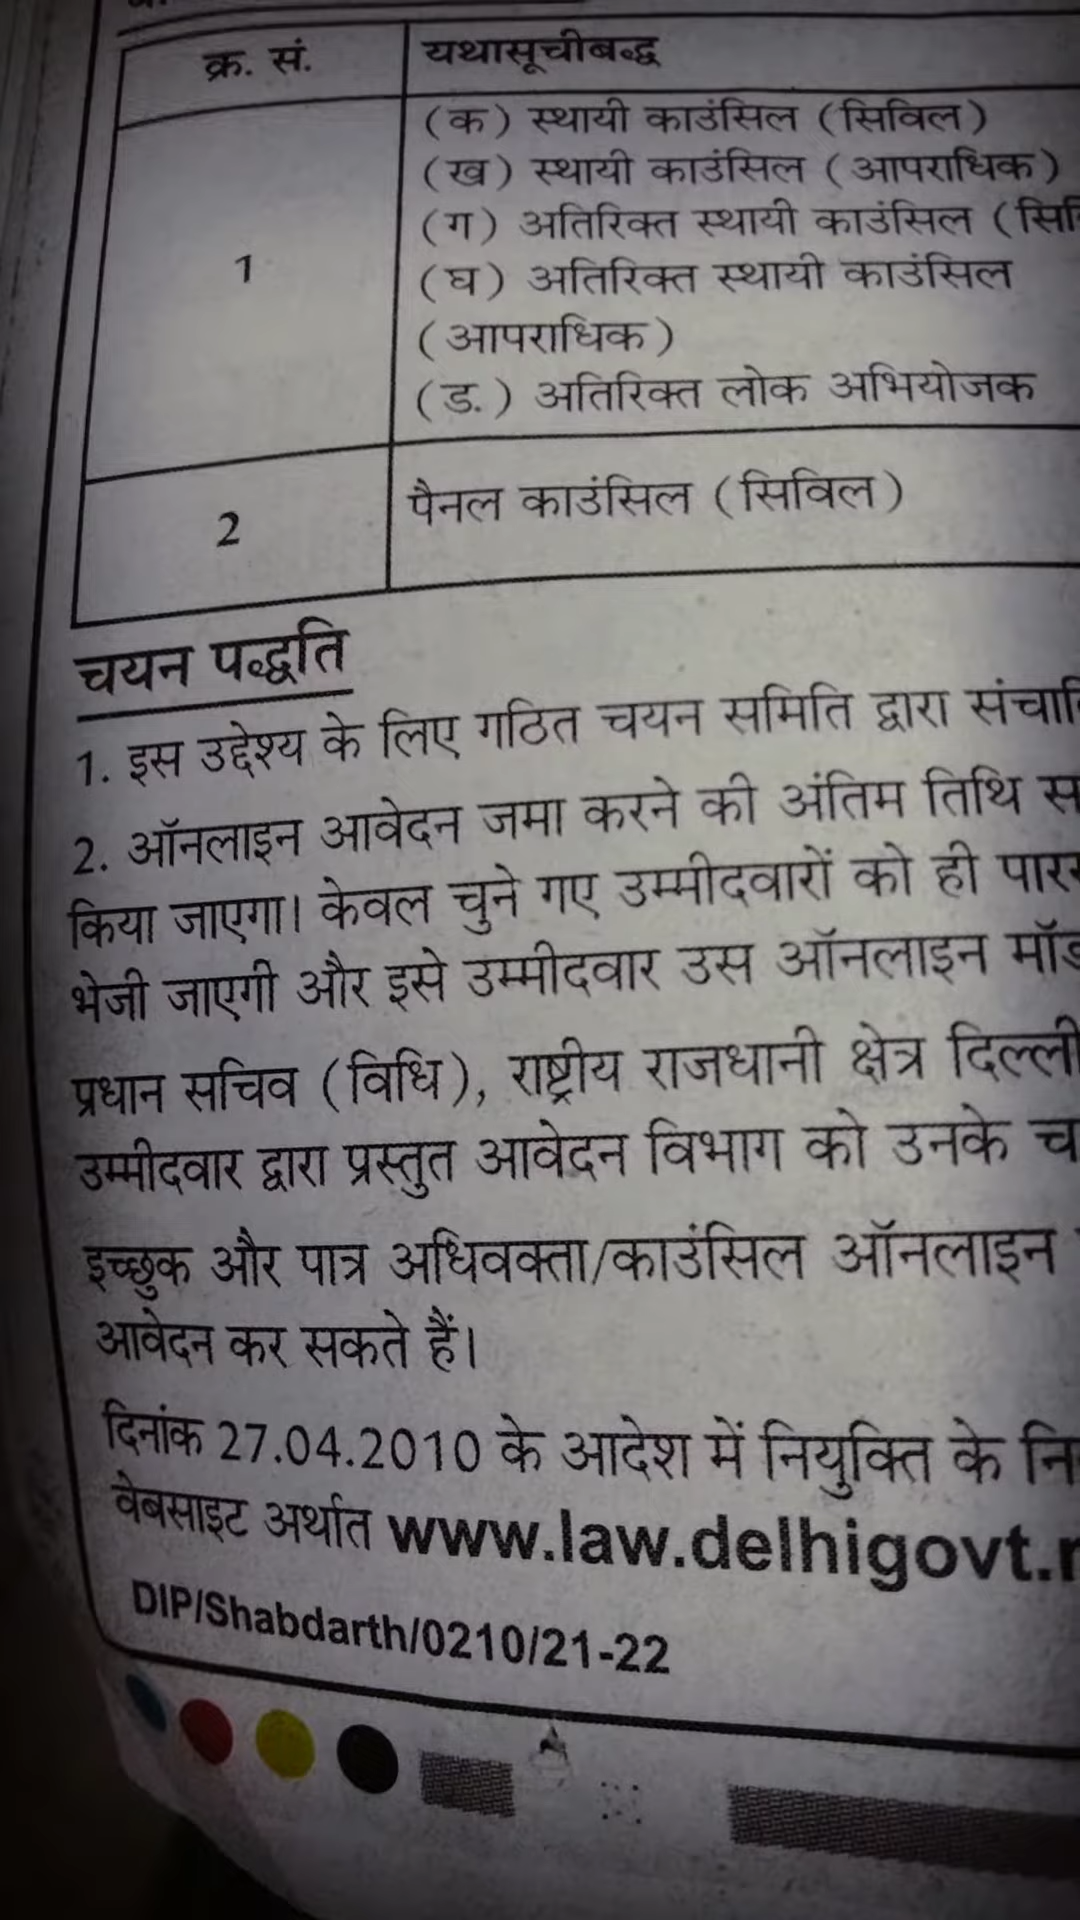 क्र. सं.
यथासूचीबद्ध
1
(क) स्थायी काउंसिल (सिविल)
(ख) स्थायी काउंसिल (आपराधिक)
(ग) अतिरिक्त स्थायी काउंसिल
(घ) अतिरिक्त स्थायी काउंसिल
(आपराधिक)
(ड.) अतिरिक्त लोक अभियोजक
2
पैनल काउंसिल (सिविल)
चयन पद्धति
1. इस उद्देश्य के लिए गठित चयन समिति द्वारा
2. ऑनलाइन आवेदन जमा करने की अंतिम तिथि
किया जाएगा। केवल चुने गए उम्मीदवारों को ही
भेजी जाएगी और इसे उम्मीदवार उस ऑनलाइन
प्रधान सचिव (विधि), राष्ट्रीय राजधानी क्षेत्र दिल्ली
उम्मीदवार द्वारा प्रस्तुत आवेदन विभाग को उनके
इच्छुक और पात्र अधिवक्ता/काउंसिल ऑनलाइन
आवेदन कर सकते हैं।
दिनांक 27.04.2010 के आदेश में नियुक्ति के
वेबसाइट अर्थात www.law.delhigovt.
DIP/Shabdarth/0210/21-22